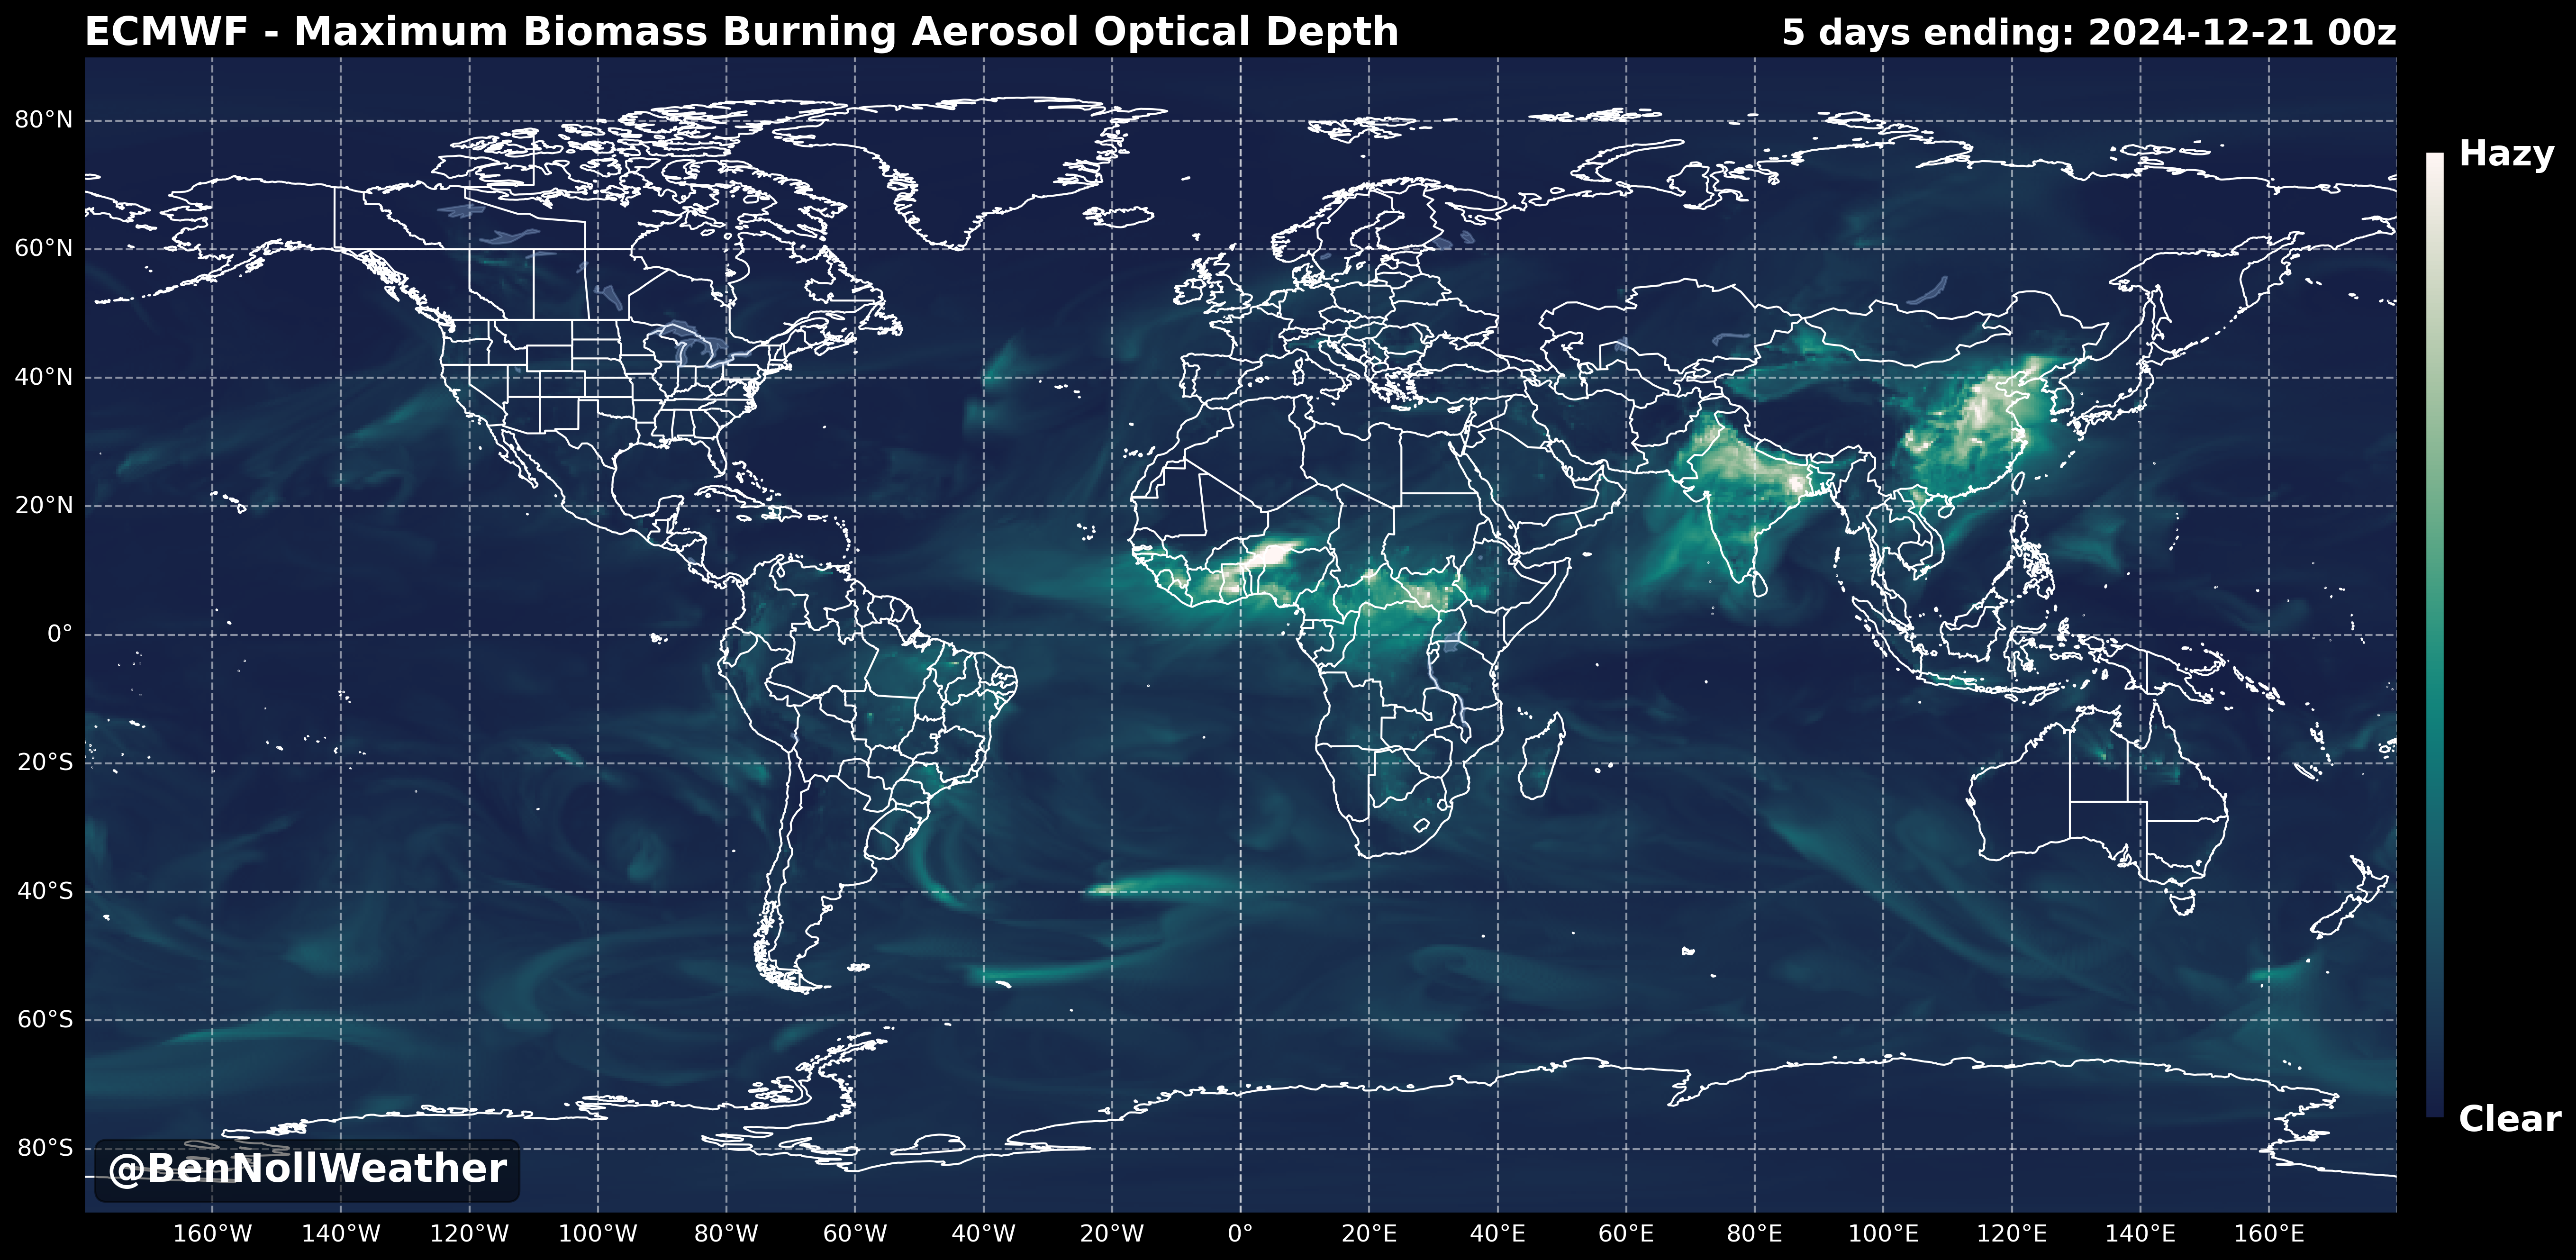 ECMWF - Maximum Biomass Burning Aerosol Optical Depth
5 days ending: 2024-12-21 00z
Hazy
80°N
60°N
40°N
20°N
0°
20°S
40°S
60°S
80°S
Clear
@BenNollWeather
160°W 140°W 120°W 100°W 80°W 60°W 40°W 20°W 0° 20°E 40°E 60°E 80°E 100°E 120°E 140°E 160°E